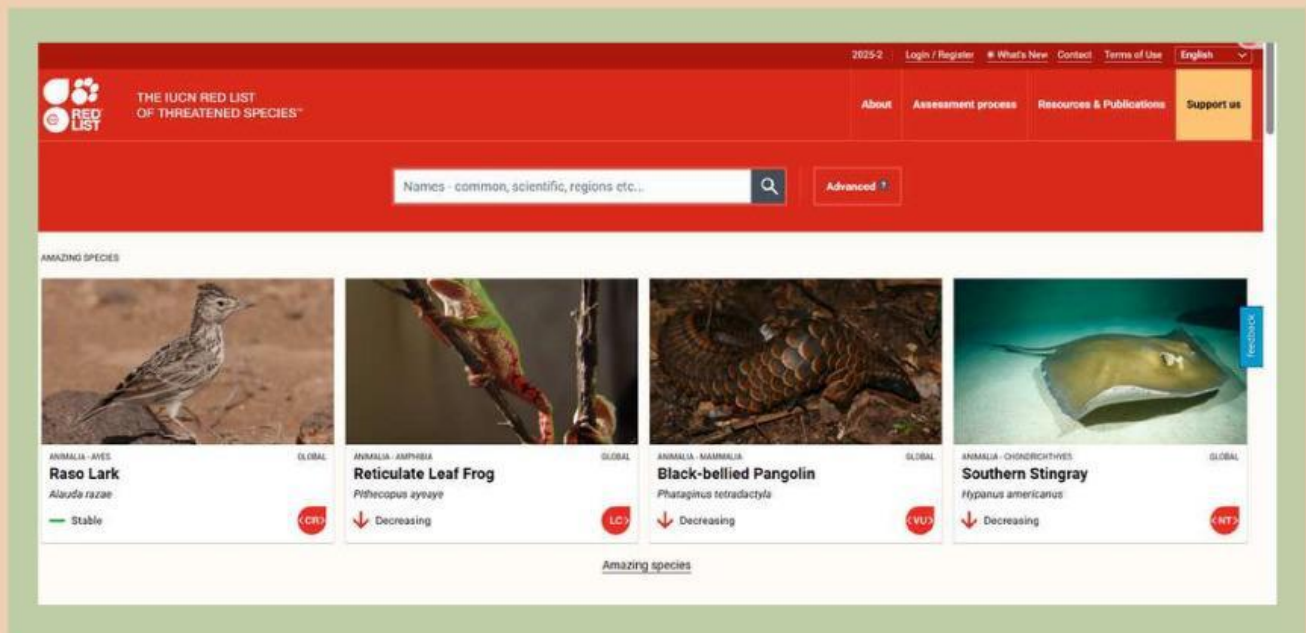 2025-2 Login / Register What's New Contact Terms of Use English
RED LIST
THE IUCN RED LIST
OF THREATENED SPECIES™
About Assessment process Resources & Publications Support us
Names - common, scientific, regions etc...
Advanced ?
AMAZING SPECIES
feedback
ANIMALIA - AVES GLOBAL
Raso Lark
Alauda razae
Stable <CR>
ANIMALIA - AMPHIBIA GLOBAL
Reticulate Leaf Frog
Pithecopus ayeaye
Decreasing LC>
ANIMALIA - MAMMALIA GLOBAL
Black-bellied Pangolin
Phataginus tetradactyla
Decreasing <VU>
ANIMALIA - CHONDRICHTHYES GLOBAL
Southern Stingray
Hypanus americanus
Decreasing <NT>
Amazing species